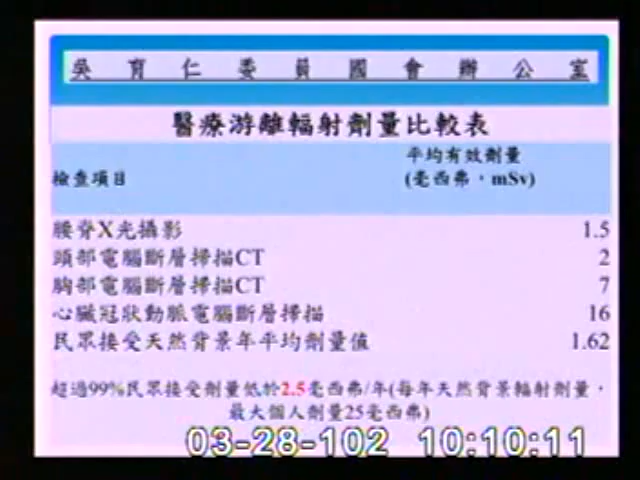 吳育仁委員國會辦公室
醫療游離輻射劑量比較表
檢查項目 平均有效劑量
(毫西弗，mSv)
腰脊X光攝影 1.5
頭部電腦斷層掃描CT 2
胸部電腦斷層掃描CT 7
心臟冠狀動脈電腦斷層掃描 16
民眾接受天然背景年平均劑量值 1.62
超過99%民眾接受劑量低於2.5毫西弗/年(每年天然背景輻射劑量，
最大個人劑量25毫西弗)
03-28-102 10:10:11